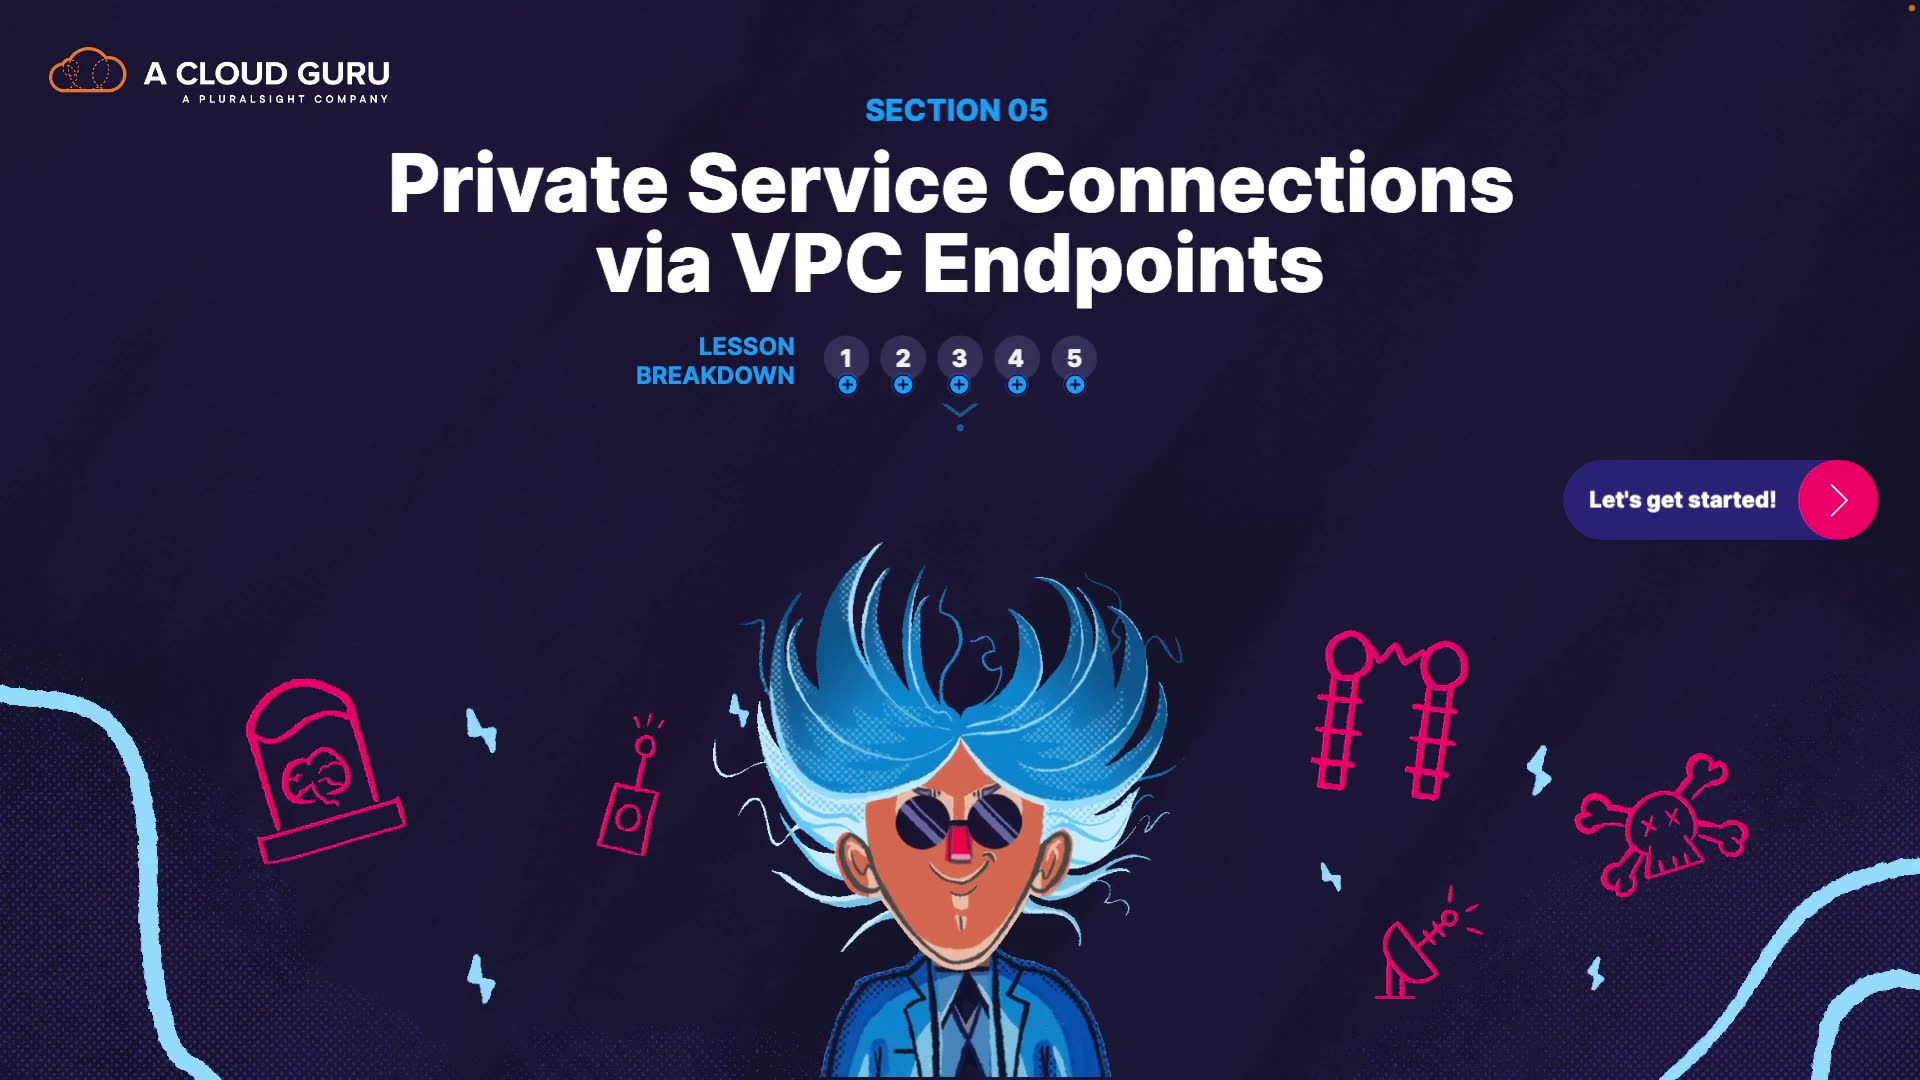 A CLOUD GURU
A PLURALSIGHT COMPANY
SECTION 05
Private Service Connections
via VPC Endpoints
LESSON
BREAKDOWN
1 2 3 4 5
Let's get started!